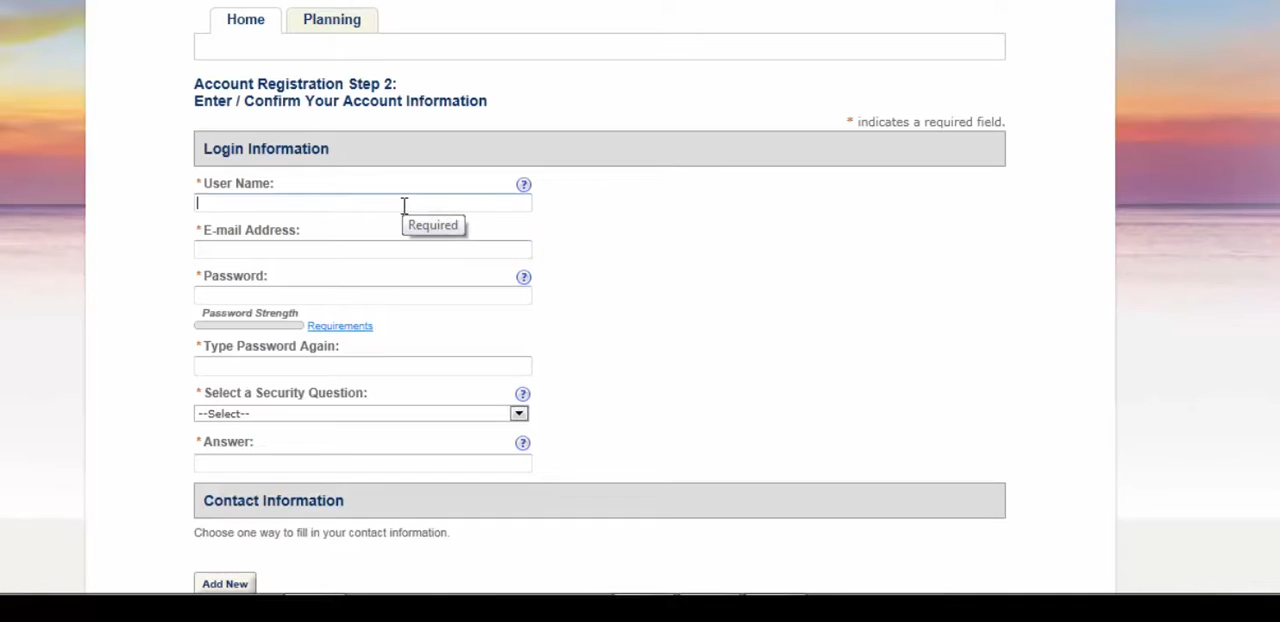 Home Planning
Account Registration Step 2:
Enter / Confirm Your Account Information
* indicates a required field.
Login Information
* User Name: ?
Required
* E-mail Address:
* Password: ?
Password Strength
Requirements
* Type Password Again:
* Select a Security Question: ?
--Select--
* Answer: ?
Contact Information
Choose one way to fill in your contact information.
Add New